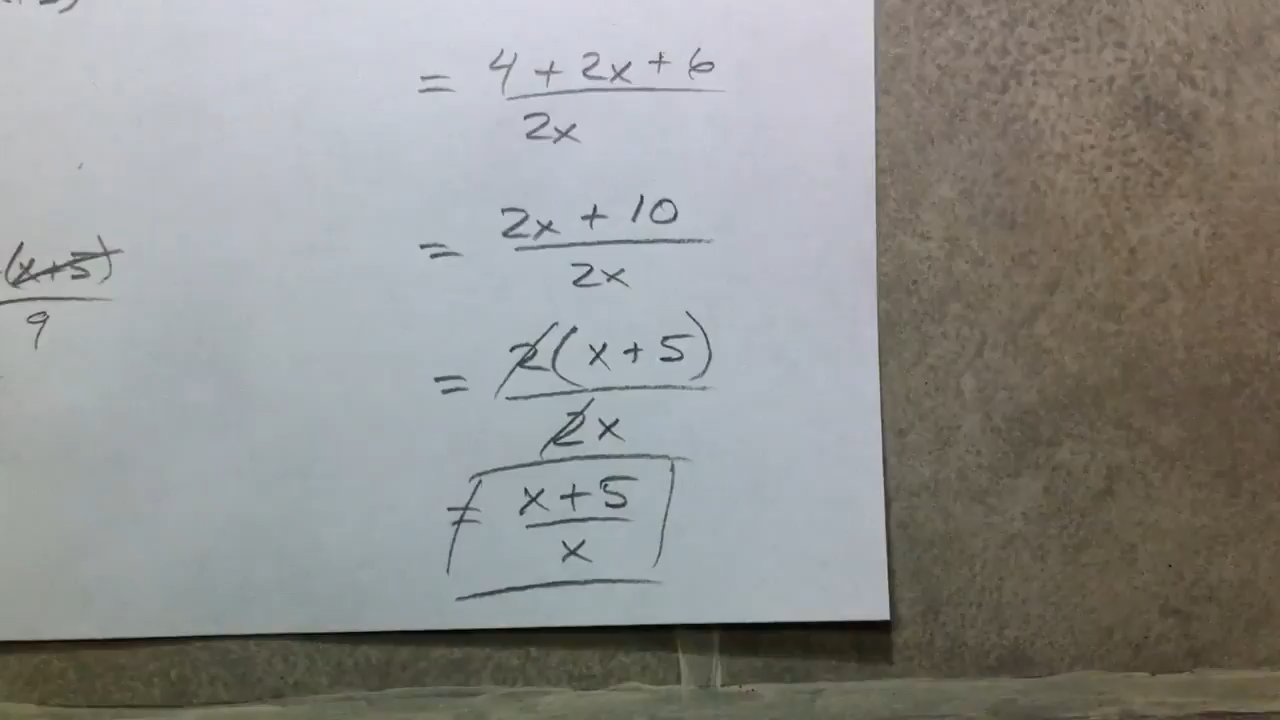 = 4 + 2x + 6
2x
= 2x + 10
2x
(x+5)
9
= 2(x+5)
2x
= x+5
x